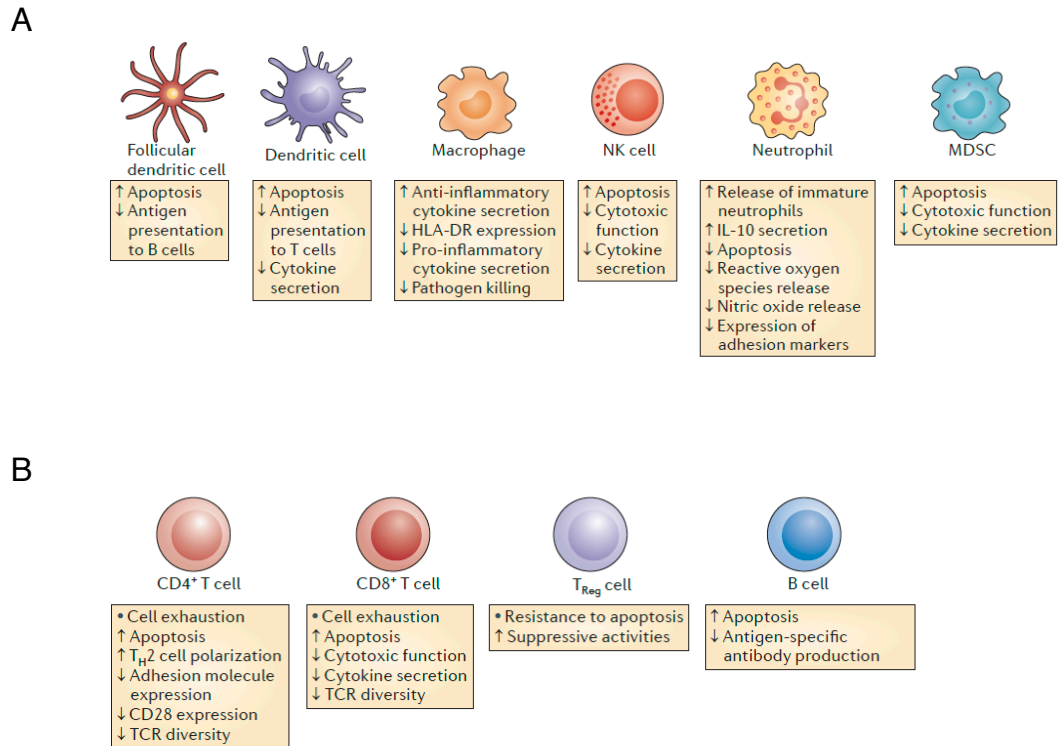 A
Follicular
dendritic cell
↑ Apoptosis
↓ Antigen
presentation
to B cells
Dendritic cell
↑ Apoptosis
↓ Antigen
presentation
to T cells
↓ Cytokine
secretion
Macrophage
↑ Anti-inflammatory
cytokine secretion
↓ HLA-DR expression
↓ Pro-inflammatory
cytokine secretion
↓ Pathogen killing
NK cell
↑ Apoptosis
↓ Cytotoxic
function
↓ Cytokine
secretion
Neutrophil
↑ Release of immature
neutrophils
↑ IL-10 secretion
↓ Apoptosis
↓ Reactive oxygen
species release
↓ Nitric oxide release
↓ Expression of
adhesion markers
MDSC
↑ Apoptosis
↓ Cytotoxic function
↓ Cytokine secretion
B
CD4⁺ T cell
• Cell exhaustion
↑ Apoptosis
↑ TH2 cell polarization
↓ Adhesion molecule
expression
↓ CD28 expression
↓ TCR diversity
CD8⁺ T cell
• Cell exhaustion
↑ Apoptosis
↓ Cytotoxic function
↓ Cytokine secretion
↓ TCR diversity
TReg cell
• Resistance to apoptosis
↑ Suppressive activities
B cell
↑ Apoptosis
↓ Antigen-specific
antibody production